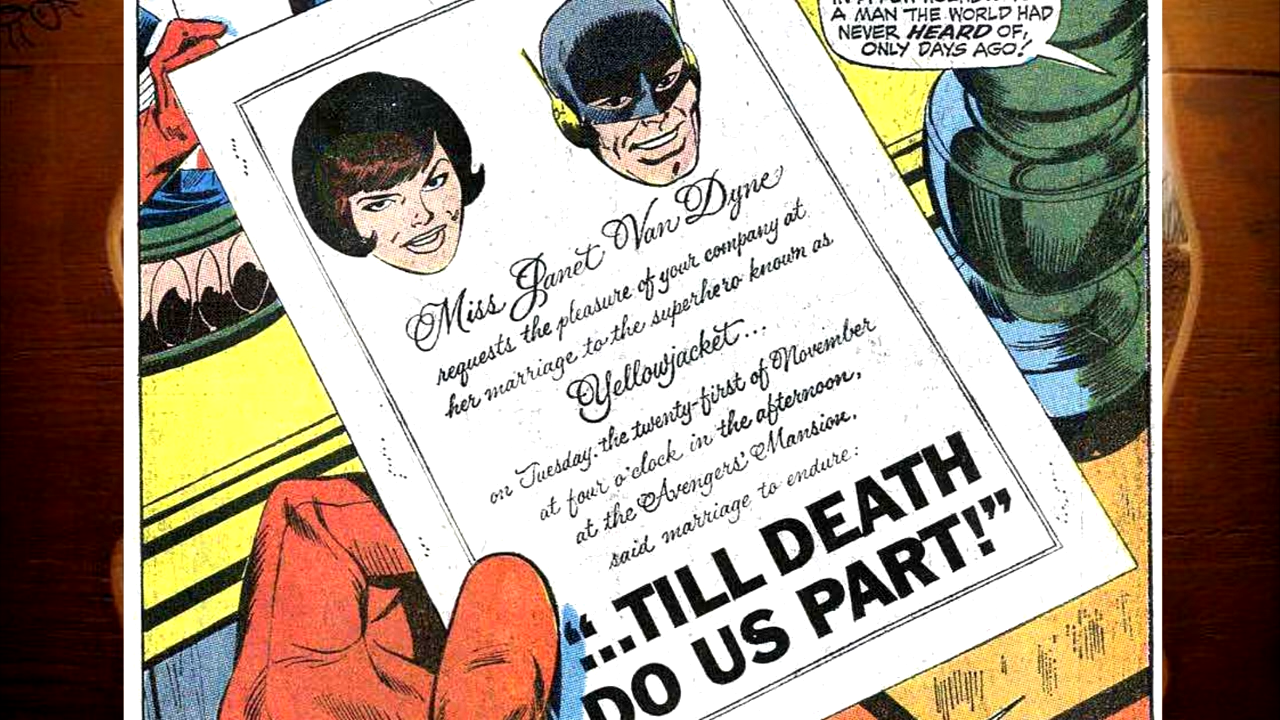 A MAN THE WORLD HAD
NEVER HEARD OF,
ONLY DAYS AGO!
Miss Janet Van Dyne
requests the pleasure of your company at
her marriage to the superhero known as
Yellowjacket...
on Tuesday, the twenty-first of November
at four o'clock in the afternoon,
at the Avengers' Mansion,
said marriage to endure:
“...TILL DEATH
DO US PART!”